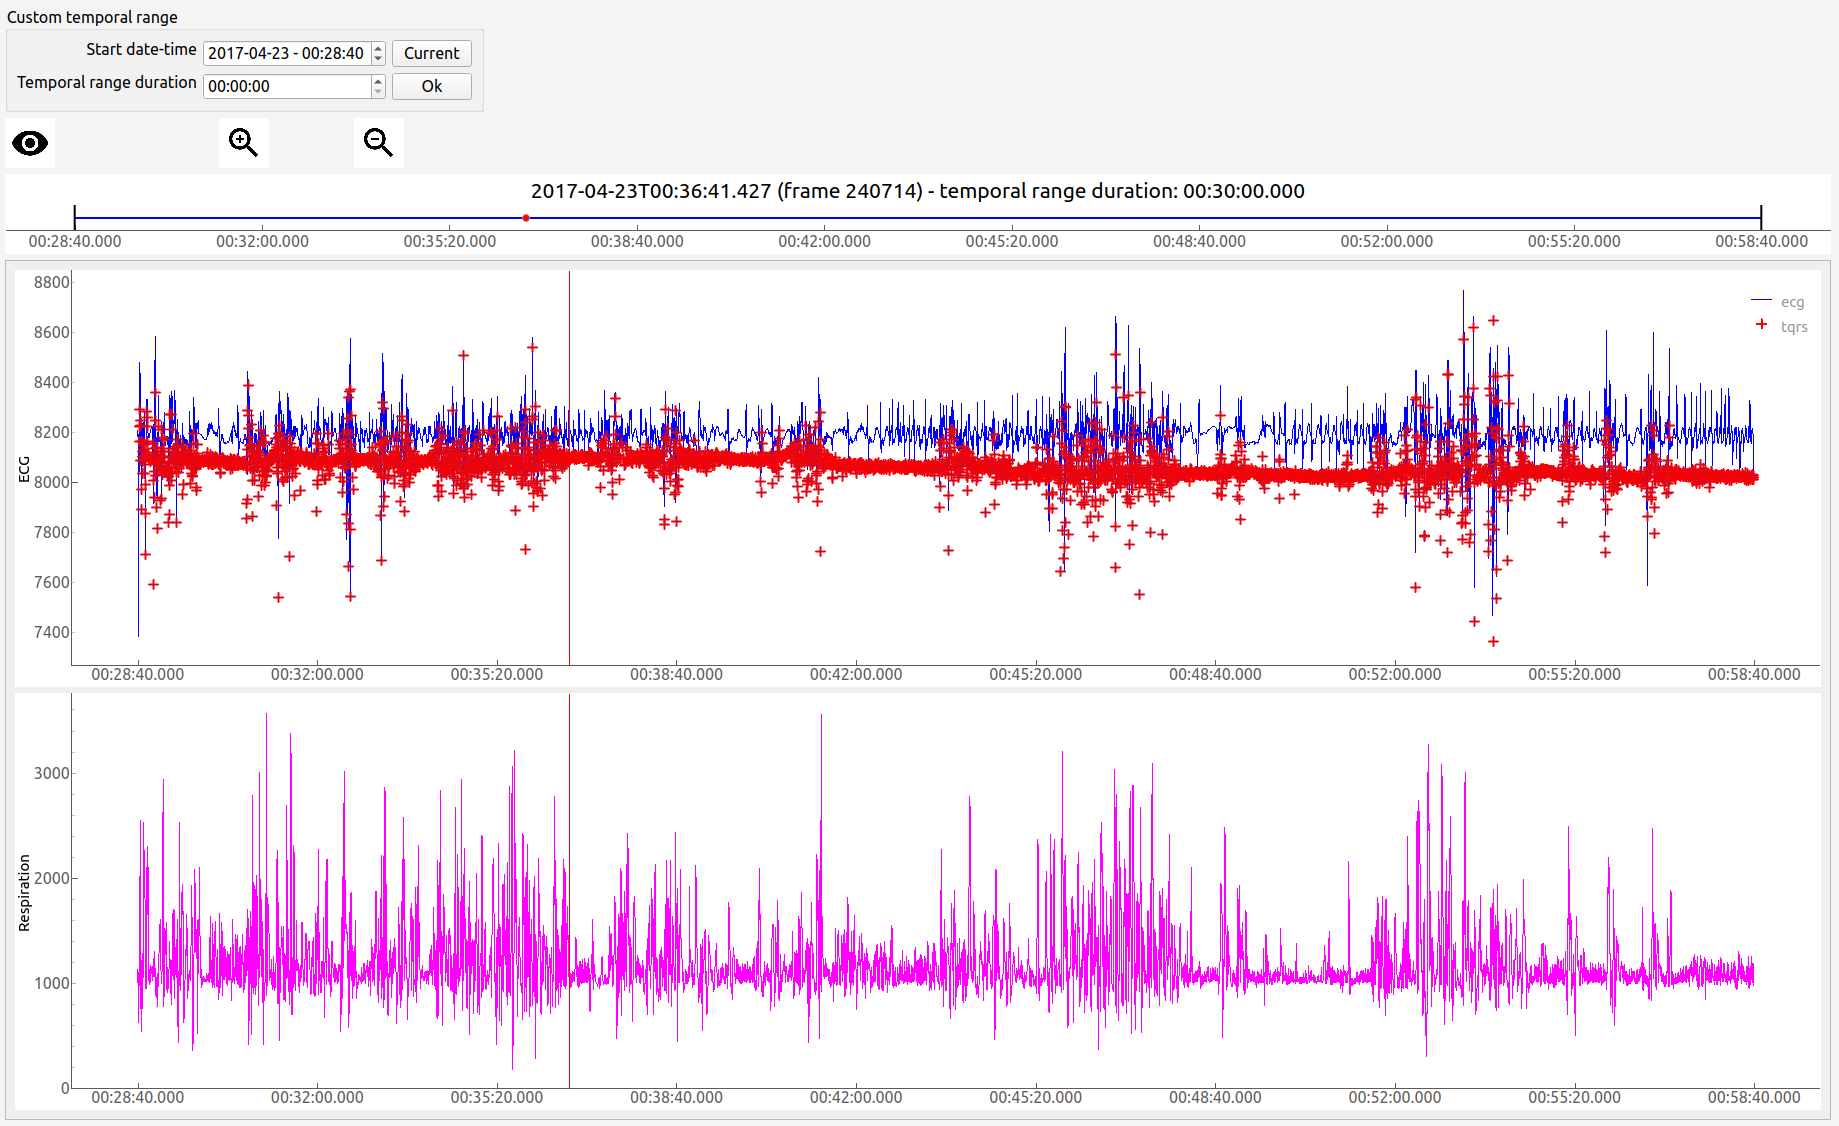 Custom temporal range
Start date-time 2017-04-23 - 00:28:40 Current
Temporal range duration 00:00:00 Ok
2017-04-23T00:36:41.427 (frame 240714) - temporal range duration: 00:30:00.000
00:28:40.000 00:32:00.000 00:35:20.000 00:38:40.000 00:42:00.000 00:45:20.000 00:48:40.000 00:52:00.000 00:55:20.000 00:58:40.000
8800
ecg
tqrs
8600
8400
8200
ECG
8000
7800
7600
7400
00:28:40.000 00:32:00.000 00:35:20.000 00:38:40.000 00:42:00.000 00:45:20.000 00:48:40.000 00:52:00.000 00:55:20.000 00:58:40.000
3000
2000
Respiration
1000
0
00:28:40.000 00:32:00.000 00:35:20.000 00:38:40.000 00:42:00.000 00:45:20.000 00:48:40.000 00:52:00.000 00:55:20.000 00:58:40.000